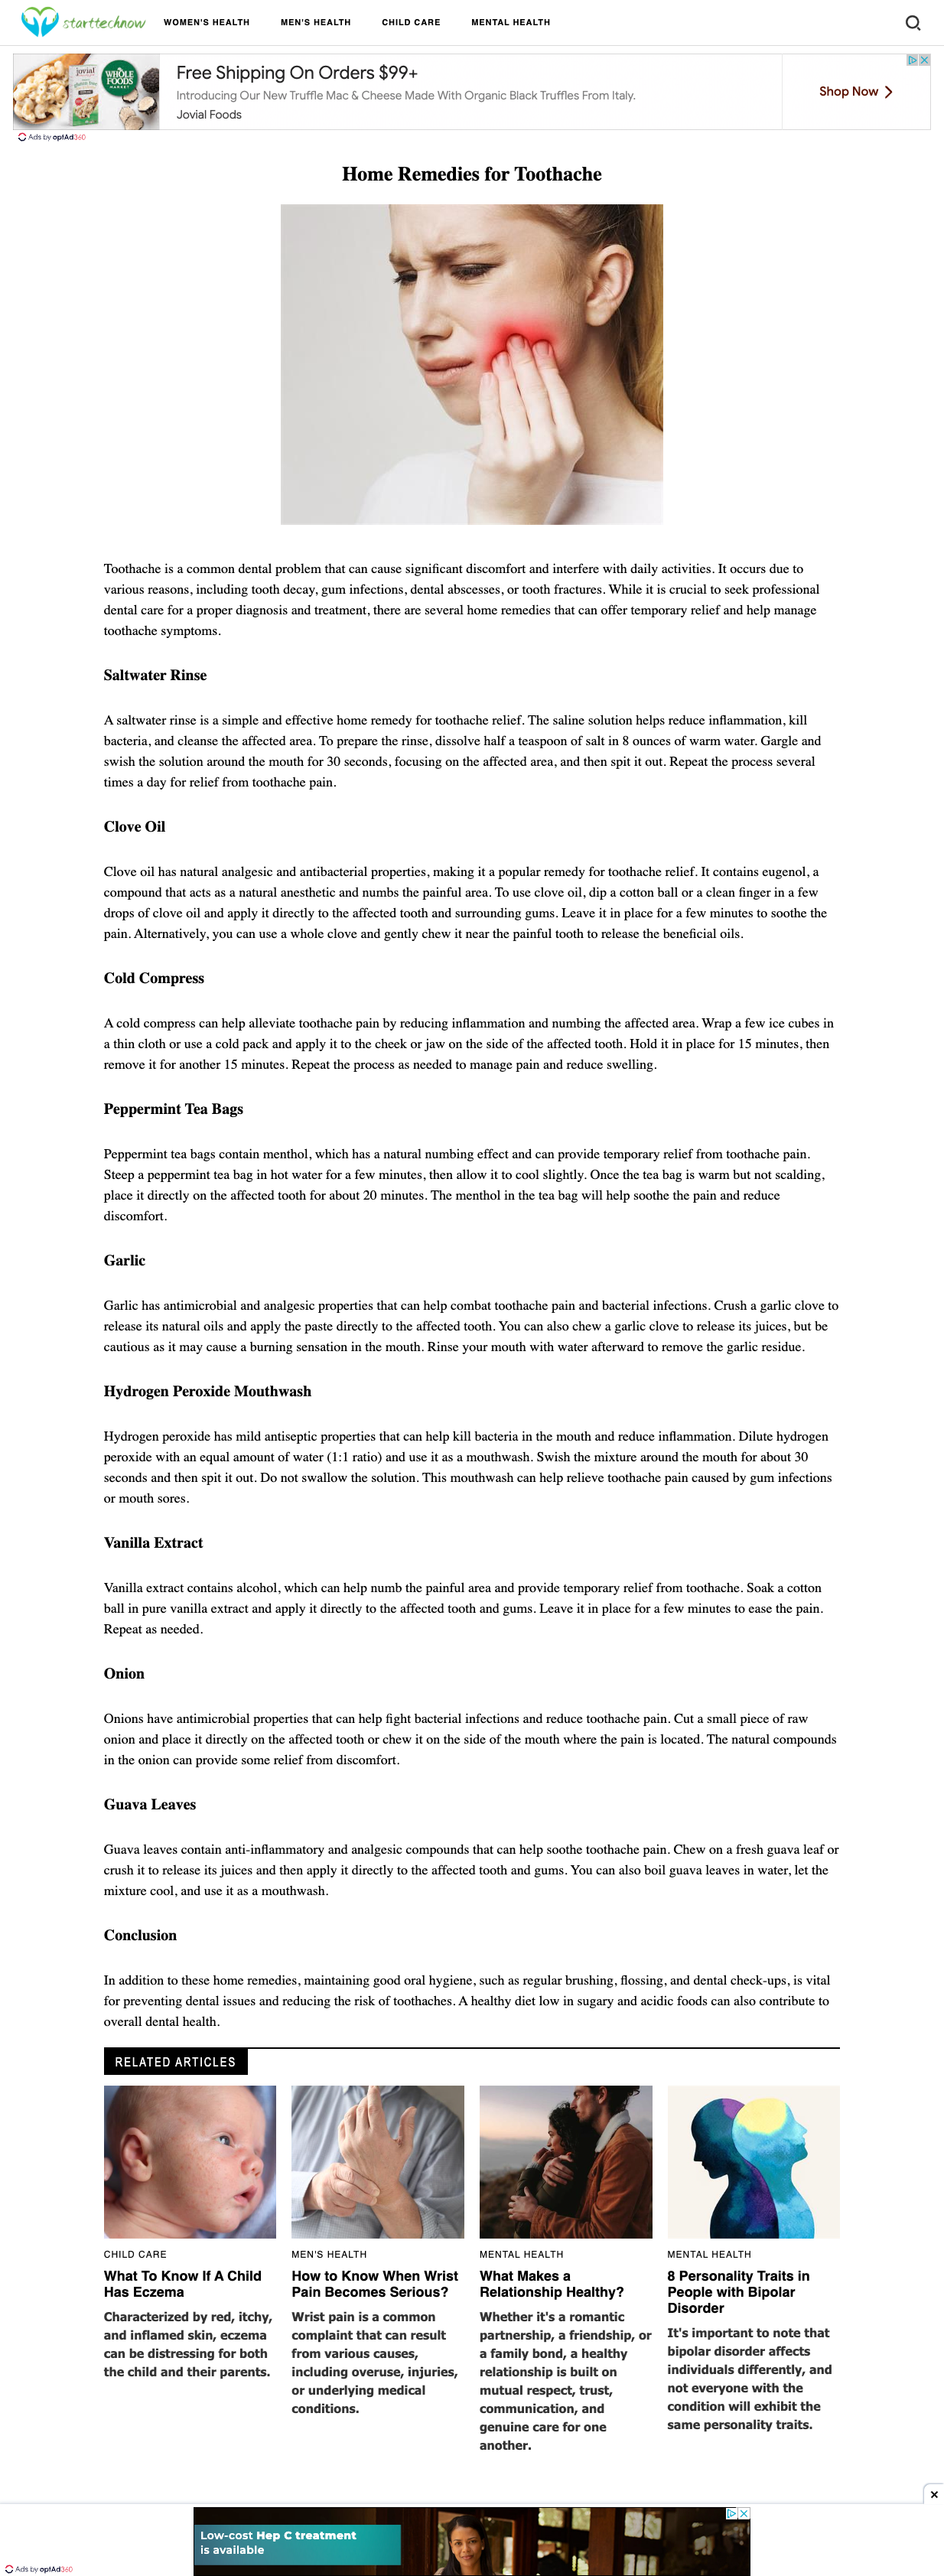 starttechnow
WOMEN'S HEALTH
MEN'S HEALTH
CHILD CARE
MENTAL HEALTH
jovial
WHOLE
FOODS
MARKET
Free Shipping On Orders $99+
Introducing Our New Truffle Mac & Cheese Made With Organic Black Truffles From Italy.
Jovial Foods
Shop Now
Ads by optAd360
Home Remedies for Toothache
Toothache is a common dental problem that can cause significant discomfort and interfere with daily activities. It occurs due to
various reasons, including tooth decay, gum infections, dental abscesses, or tooth fractures. While it is crucial to seek professional
dental care for a proper diagnosis and treatment, there are several home remedies that can offer temporary relief and help manage
toothache symptoms.
Saltwater Rinse
A saltwater rinse is a simple and effective home remedy for toothache relief. The saline solution helps reduce inflammation, kill
bacteria, and cleanse the affected area. To prepare the rinse, dissolve half a teaspoon of salt in 8 ounces of warm water. Gargle and
swish the solution around the mouth for 30 seconds, focusing on the affected area, and then spit it out. Repeat the process several
times a day for relief from toothache pain.
Clove Oil
Clove oil has natural analgesic and antibacterial properties, making it a popular remedy for toothache relief. It contains eugenol, a
compound that acts as a natural anesthetic and numbs the painful area. To use clove oil, dip a cotton ball or a clean finger in a few
drops of clove oil and apply it directly to the affected tooth and surrounding gums. Leave it in place for a few minutes to soothe the
pain. Alternatively, you can use a whole clove and gently chew it near the painful tooth to release the beneficial oils.
Cold Compress
A cold compress can help alleviate toothache pain by reducing inflammation and numbing the affected area. Wrap a few ice cubes in
a thin cloth or use a cold pack and apply it to the cheek or jaw on the side of the affected tooth. Hold it in place for 15 minutes, then
remove it for another 15 minutes. Repeat the process as needed to manage pain and reduce swelling.
Peppermint Tea Bags
Peppermint tea bags contain menthol, which has a natural numbing effect and can provide temporary relief from toothache pain.
Steep a peppermint tea bag in hot water for a few minutes, then allow it to cool slightly. Once the tea bag is warm but not scalding,
place it directly on the affected tooth for about 20 minutes. The menthol in the tea bag will help soothe the pain and reduce
discomfort.
Garlic
Garlic has antimicrobial and analgesic properties that can help combat toothache pain and bacterial infections. Crush a garlic clove to
release its natural oils and apply the paste directly to the affected tooth. You can also chew a garlic clove to release its juices, but be
cautious as it may cause a burning sensation in the mouth. Rinse your mouth with water afterward to remove the garlic residue.
Hydrogen Peroxide Mouthwash
Hydrogen peroxide has mild antiseptic properties that can help kill bacteria in the mouth and reduce inflammation. Dilute hydrogen
peroxide with an equal amount of water (1:1 ratio) and use it as a mouthwash. Swish the mixture around the mouth for about 30
seconds and then spit it out. Do not swallow the solution. This mouthwash can help relieve toothache pain caused by gum infections
or mouth sores.
Vanilla Extract
Vanilla extract contains alcohol, which can help numb the painful area and provide temporary relief from toothache. Soak a cotton
ball in pure vanilla extract and apply it directly to the affected tooth and gums. Leave it in place for a few minutes to ease the pain.
Repeat as needed.
Onion
Onions have antimicrobial properties that can help fight bacterial infections and reduce toothache pain. Cut a small piece of raw
onion and place it directly on the affected tooth or chew it on the side of the mouth where the pain is located. The natural compounds
in the onion can provide some relief from discomfort.
Guava Leaves
Guava leaves contain anti-inflammatory and analgesic compounds that can help soothe toothache pain. Chew on a fresh guava leaf or
crush it to release its juices and then apply it directly to the affected tooth and gums. You can also boil guava leaves in water, let the
mixture cool, and use it as a mouthwash.
Conclusion
In addition to these home remedies, maintaining good oral hygiene, such as regular brushing, flossing, and dental check-ups, is vital
for preventing dental issues and reducing the risk of toothaches. A healthy diet low in sugary and acidic foods can also contribute to
overall dental health.
RELATED ARTICLES
CHILD CARE
What To Know If A Child
Has Eczema
Characterized by red, itchy,
and inflamed skin, eczema
can be distressing for both
the child and their parents.
MEN'S HEALTH
How to Know When Wrist
Pain Becomes Serious?
Wrist pain is a common
complaint that can result
from various causes,
including overuse, injuries,
or underlying medical
conditions.
MENTAL HEALTH
What Makes a
Relationship Healthy?
Whether it's a romantic
partnership, a friendship, or
a family bond, a healthy
relationship is built on
mutual respect, trust,
communication, and
genuine care for one
another.
MENTAL HEALTH
8 Personality Traits in
People with Bipolar
Disorder
It's important to note that
bipolar disorder affects
individuals differently, and
not everyone with the
condition will exhibit the
same personality traits.
Low-cost Hep C treatment
is available
Ads by optAd360